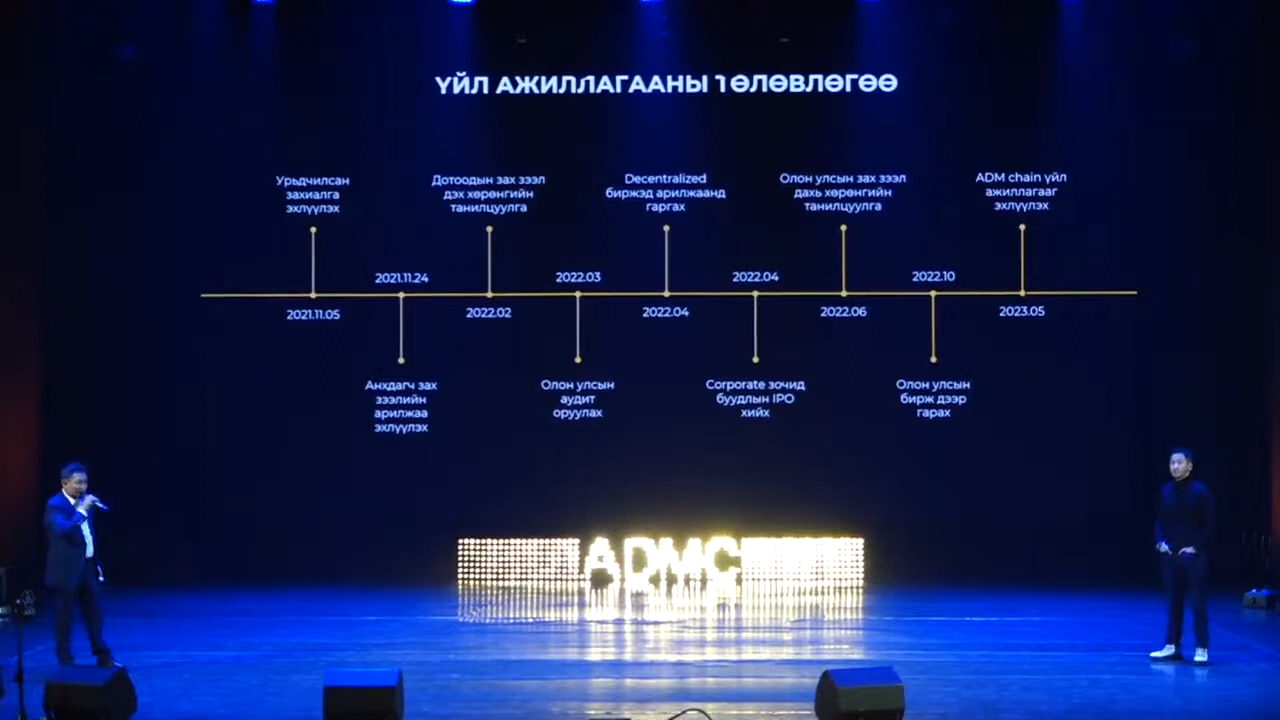 ҮЙЛ АЖИЛЛАГААНЫ ТӨЛӨВЛӨГӨӨ
Урьдчилсан
захиалга
эхлүүлэх
Дотоодын зах зээл
дэх хөрөнгийн
танилцуулга
Decentralized
биржэд арилжаанд
гаргах
Олон улсын зах зээл
дахь хөрөнгийн
танилцуулга
ADM chain үйл
ажиллагааг
эхлүүлэх
2021.11.24
2022.03
2022.04
2022.10
2021.11.05
2022.02
2022.04
2022.06
2023.05
Анхдагч зах
зээлийн
арилжаа
эхлүүлэх
Олон улсын
аудит
оруулах
Corporate зочид
буудлын IPO
хийх
Олон улсын
бирж дээр
гарах
ADMC